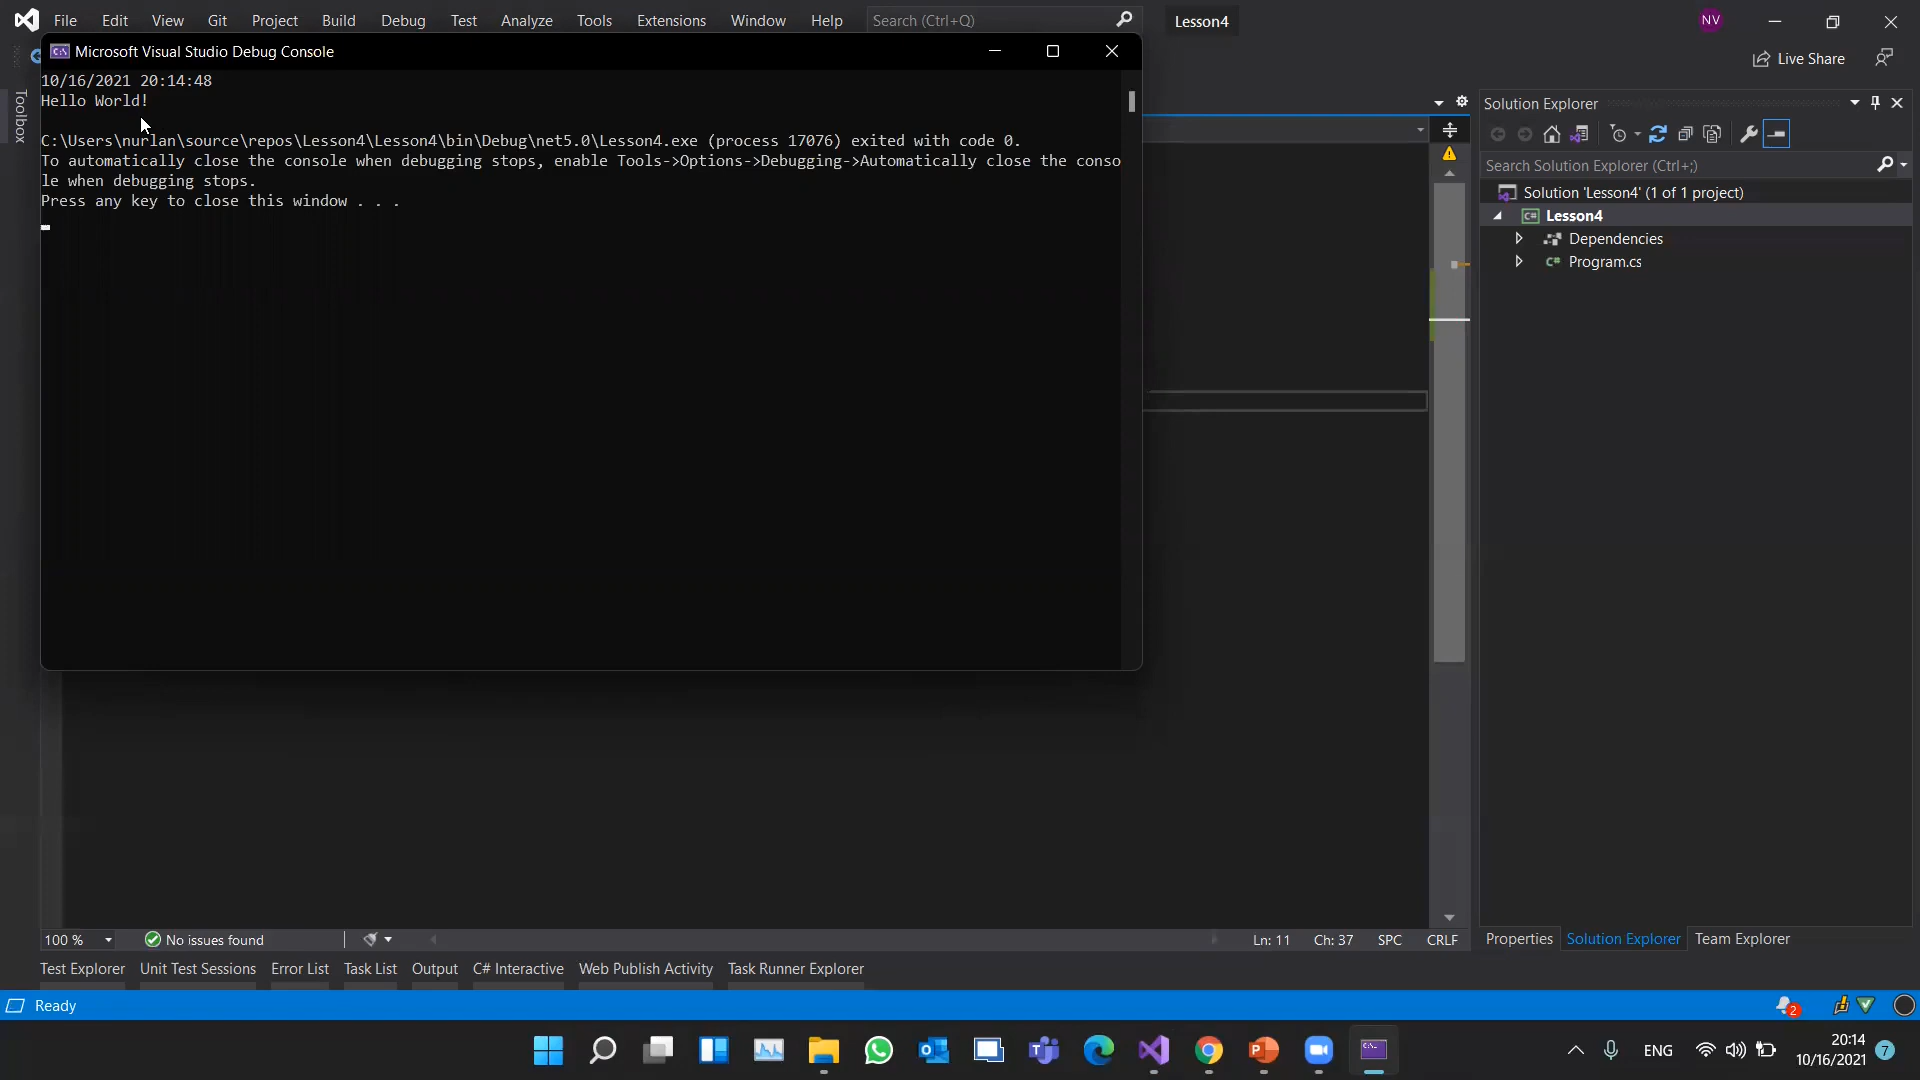 File Edit View Git Project Build Debug Test Analyze Tools Extensions Window Help Search (Ctrl+Q) Lesson4 NV
Microsoft Visual Studio Debug Console
Live Share
Toolbox
10/16/2021 20:14:48
Hello World!
C:\Users\nurlan\source\repos\Lesson4\Lesson4\bin\Debug\net5.0\Lesson4.exe (process 17076) exited with code 0.
To automatically close the console when debugging stops, enable Tools->Options->Debugging->Automatically close the conso
le when debugging stops.
Press any key to close this window . . .
Solution Explorer
Search Solution Explorer (Ctrl+;)
Solution 'Lesson4' (1 of 1 project)
C# Lesson4
Dependencies
C# Program.cs
100 % No issues found Ln: 11 Ch: 37 SPC CRLF
Properties Solution Explorer Team Explorer
Test Explorer Unit Test Sessions Error List Task List Output C# Interactive Web Publish Activity Task Runner Explorer
Ready 2
ENG 20:14
10/16/2021 7